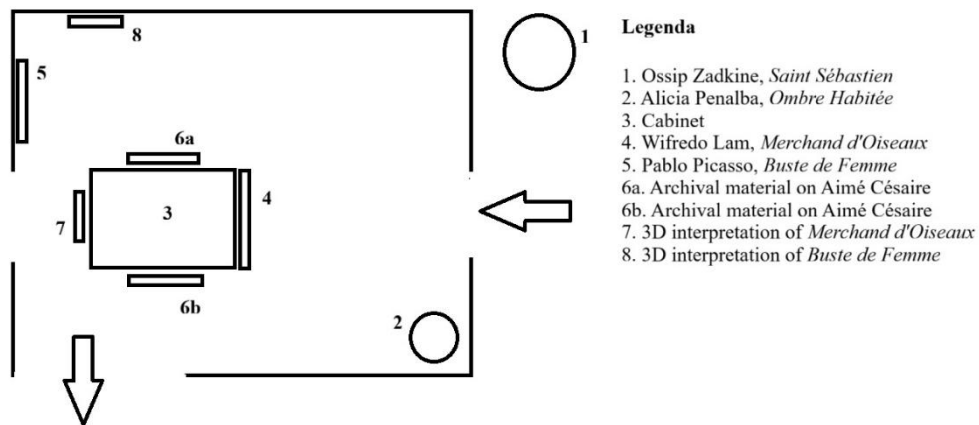 8
5
6a
3
4
7
6b
2
1
Legenda
1. Ossip Zadkine, Saint Sébastien
2. Alicia Penalba, Ombre Habitée
3. Cabinet
4. Wifredo Lam, Merchand d'Oiseaux
5. Pablo Picasso, Buste de Femme
6a. Archival material on Aimé Césaire
6b. Archival material on Aimé Césaire
7. 3D interpretation of Merchand d'Oiseaux
8. 3D interpretation of Buste de Femme